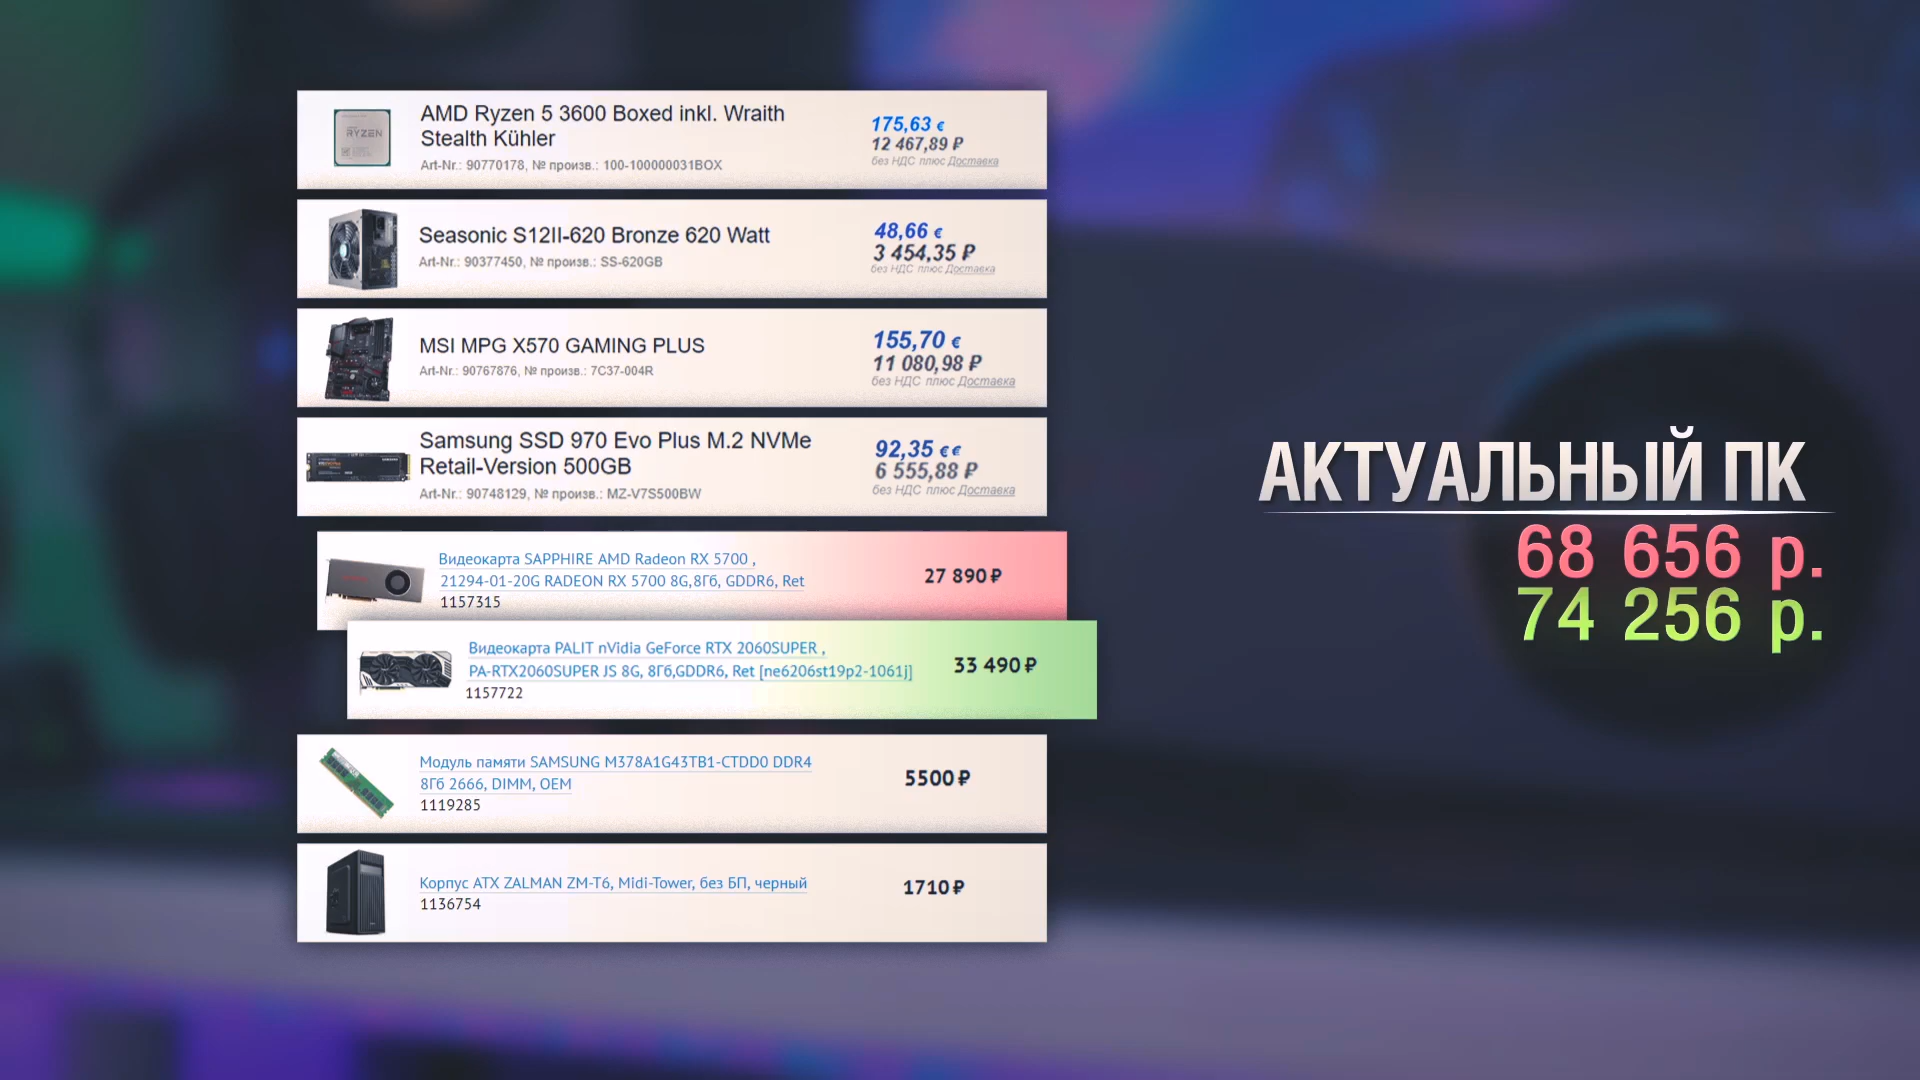 AMD Ryzen 5 3600 Boxed inkl. Wraith
Stealth Kühler
Art-Nr.: 90770178, № произв.: 100-100000031BOX
175,63 €
12 467,89 ₽
без НДС плюс Доставка
RYZEN
Seasonic S12II-620 Bronze 620 Watt
Art-Nr.: 90377450, № произв.: SS-620GB
48,66 €
3 454,35 ₽
без НДС плюс Доставка
MSI MPG X570 GAMING PLUS
Art-Nr.: 90767876, № произв.: 7C37-004R
155,70 €
11 080,98 ₽
без НДС плюс Доставка
Samsung SSD 970 Evo Plus M.2 NVMe
Retail-Version 500GB
Art-Nr.: 90748129, № произв.: MZ-V7S500BW
92,35 € €
6 555,88 ₽
без НДС плюс Доставка
Видеокарта SAPPHIRE AMD Radeon RX 5700 ,
21294-01-20G RADEON RX 5700 8G,8Гб, GDDR6, Ret
1157315
27 890 ₽
Видеокарта PALIT nVidia GeForce RTX 2060SUPER ,
PA-RTX2060SUPER JS 8G, 8Гб,GDDR6, Ret [ne6206st19p2-1061j]
1157722
33 490 ₽
Модуль памяти SAMSUNG M378A1G43TB1-CTDD0 DDR4
8Гб 2666, DIMM, OEM
1119285
5500 ₽
Корпус ATX ZALMAN ZM-T6, Midi-Tower, без БП, черный
1136754
1710 ₽
АКТУАЛЬНЫЙ ПК
68 656 р.
74 256 р.